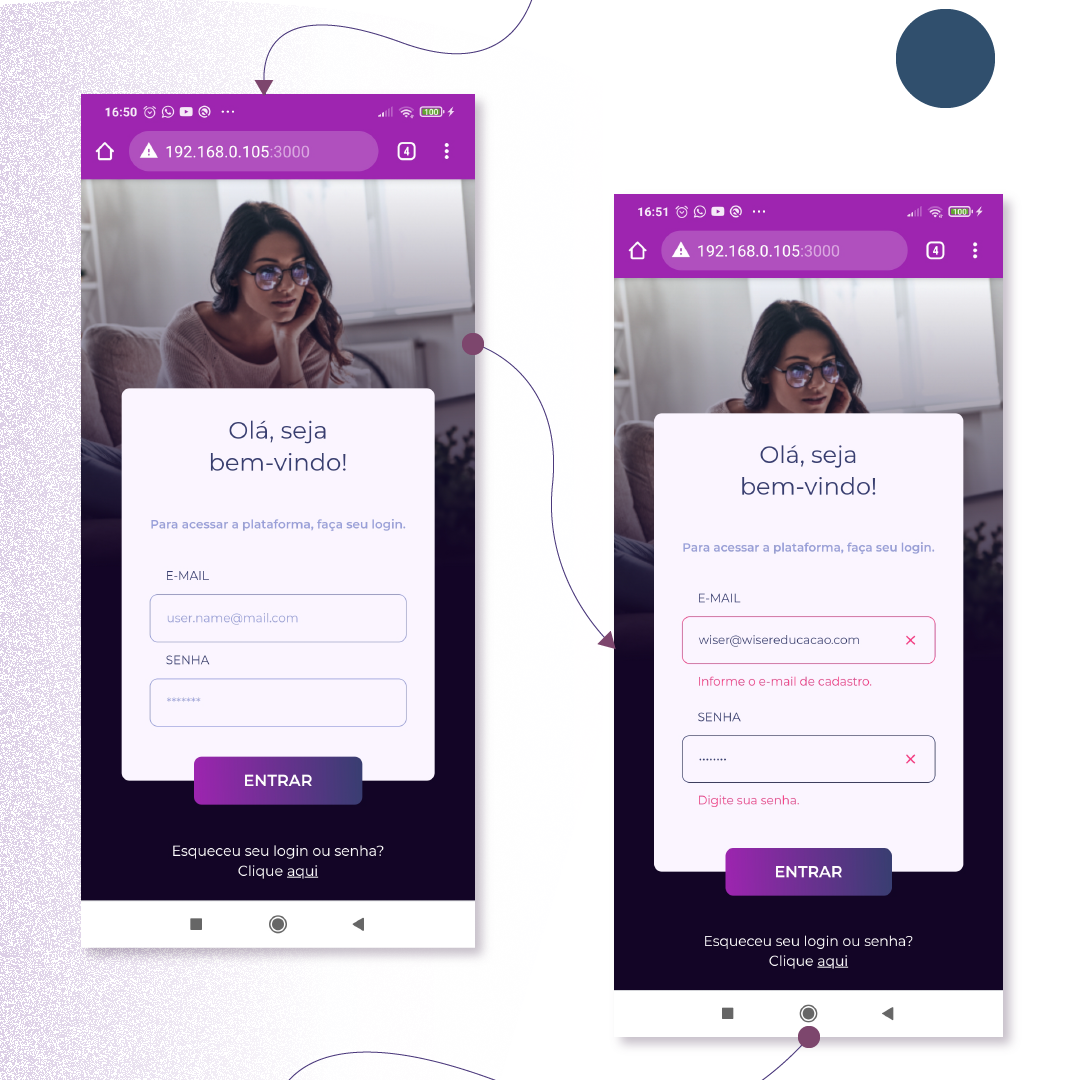 16:50
100
192.168.0.105:3000
4
Olá, seja
bem-vindo!
Para acessar a plataforma, faça seu login.
E-MAIL
user.name@mail.com
SENHA
*******
ENTRAR
Esqueceu seu login ou senha?
Clique aqui
16:51
100
192.168.0.105:3000
4
Olá, seja
bem-vindo!
Para acessar a plataforma, faça seu login.
E-MAIL
wiser@wisereducacao.com
Informe o e-mail de cadastro.
SENHA
••••••••
Digite sua senha.
ENTRAR
Esqueceu seu login ou senha?
Clique aqui